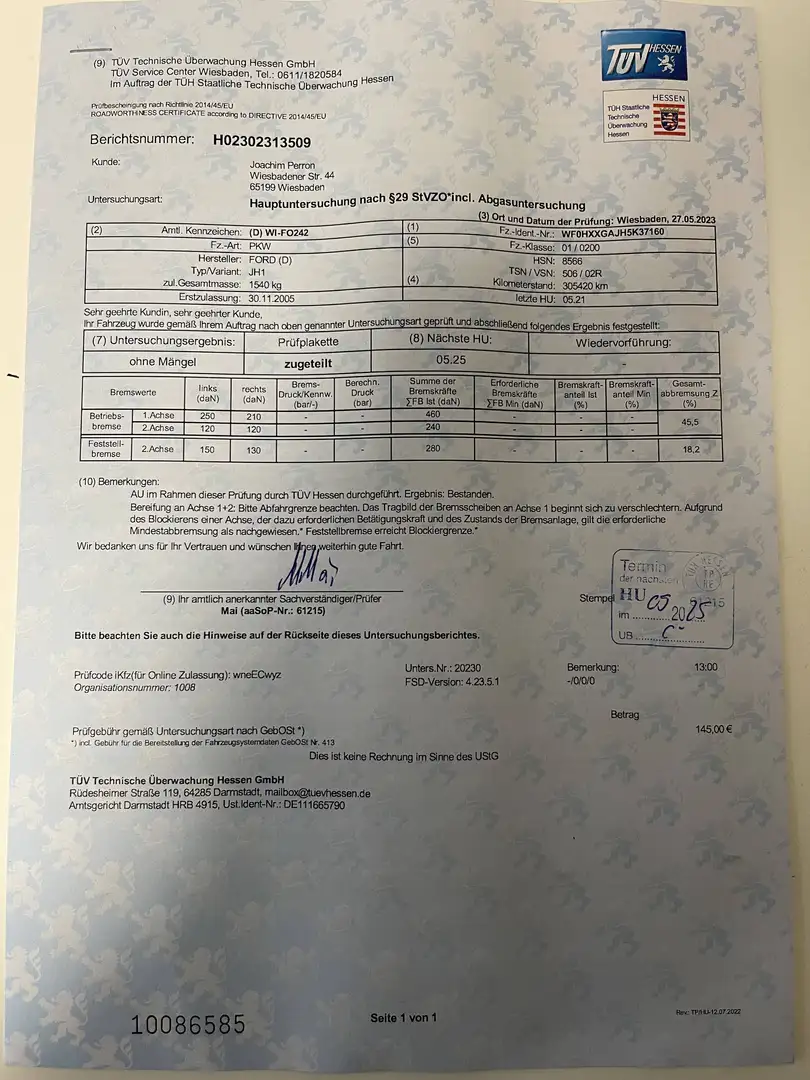 (9) TÜV Technische Überwachung Hessen GmbH
TÜV Service Center Wiesbaden, Tel.: 0611/1820584
Im Auftrag der TÜH Staatliche Technische Überwachung Hessen
TÜV HESSEN
HESSEN
TÜH Staatliche
Technische
Überwachung
Hessen
Prüfbescheinigung nach Richtlinie 2014/45/EU
ROADWORTHINESS CERTIFICATE according to DIRECTIVE 2014/45/EU
Berichtsnummer: H02302313509
Kunde: Joachim Perron
Wiesbadener Str. 44
65199 Wiesbaden
Untersuchungsart: Hauptuntersuchung nach §29 StVZO*incl. Abgasuntersuchung
(3) Ort und Datum der Prüfung: Wiesbaden, 27.05.2023
(2) Amtl. Kennzeichen: (D) WI-FO242 (1) Fz.-Ident.-Nr.: WF0HXXGAJH5K37160
Fz.-Art: PKW (5) Fz.-Klasse: 01 / 0200
Hersteller: FORD (D) HSN: 8566
Typ/Variant: JH1 TSN / VSN: 506 / 02R
zul.Gesamtmasse: 1540 kg (4) Kilometerstand: 305420 km
Erstzulassung: 30.11.2005 letzte HU: 05.21
Sehr geehrte Kundin, sehr geehrter Kunde,
Ihr Fahrzeug wurde gemäß Ihrem Auftrag nach oben genannter Untersuchungsart geprüft und abschließend folgendes Ergebnis festgestellt:
(7) Untersuchungsergebnis: Prüfplakette (8) Nächste HU: Wiedervorführung:
ohne Mängel zugeteilt 05.25 -
Bremswerte links (daN) rechts (daN) Brems-Druck/Kennw. (bar/-) Berechn. Druck (bar) Summe der Bremskräfte ∑FB Ist (daN) Erforderliche Bremskräfte ∑FB Min (daN) Bremskraft-anteil Ist (%) Bremskraft-anteil Min (%) Gesamt-abbremsung Z (%)
Betriebs-bremse 1.Achse 250 210 - - 460 - - - 45,5
2.Achse 120 120 - - 240 - - -
Feststell-bremse 2.Achse 150 130 - - 280 - - - 18,2
(10) Bemerkungen:
AU im Rahmen dieser Prüfung durch TÜV Hessen durchgeführt. Ergebnis: Bestanden.
Bereifung an Achse 1+2: Bitte Abfahrgrenze beachten. Das Tragbild der Bremsscheiben an Achse 1 beginnt sich zu verschlechtern. Aufgrund
des Blockierens einer Achse, der dazu erforderlichen Betätigungskraft und des Zustands der Bremsanlage, gilt die erforderliche
Mindestabbremsung als nachgewiesen.* Feststellbremse erreicht Blockiergrenze.*
Wir bedanken uns für Ihr Vertrauen und wünschen Ihnen weiterhin gute Fahrt.
(9) Ihr amtlich anerkannter Sachverständiger/Prüfer
Mai (aaSoP-Nr.: 61215)
Stempel
Termin
der nächsten
HU 05
im 2025
UB
Bitte beachten Sie auch die Hinweise auf der Rückseite dieses Untersuchungsberichtes.
Prüfcode iKfz(für Online Zulassung): wneECwyz
Organisationsnummer: 1008
Unters.Nr.: 20230 Bemerkung: 13:00
FSD-Version: 4.23.5.1 -/0/0/0
Betrag
Prüfgebühr gemäß Untersuchungsart nach GebOSt *) 145,00 €
*) incl. Gebühr für die Bereitstellung der Fahrzeugsystemdaten GebOSt Nr. 413
Dies ist keine Rechnung im Sinne des UStG
TÜV Technische Überwachung Hessen GmbH
Rüdesheimer Straße 119, 64285 Darmstadt, mailbox@tuevhessen.de
Amtsgericht Darmstadt HRB 4915, Ust.Ident-Nr.: DE111665790
10086585
Seite 1 von 1
Rev.: TP/HU-12.07.2022